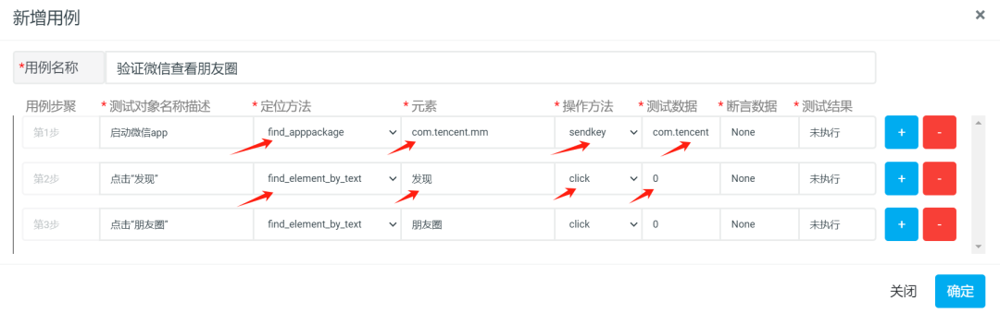 新增用例 ×
*用例名称 验证微信查看朋友圈
用例步聚 * 测试对象名称描述 * 定位方法 * 元素 * 操作方法 * 测试数据 * 断言数据 * 测试结果
第1步 启动微信app find_apppackage com.tencent.mm sendkey com.tencent None 未执行 + -
第2步 点击“发现” find_element_by_text 发现 click 0 None 未执行 + -
第3步 点击“朋友圈” find_element_by_text 朋友圈 click 0 None 未执行 + -
关闭 确定